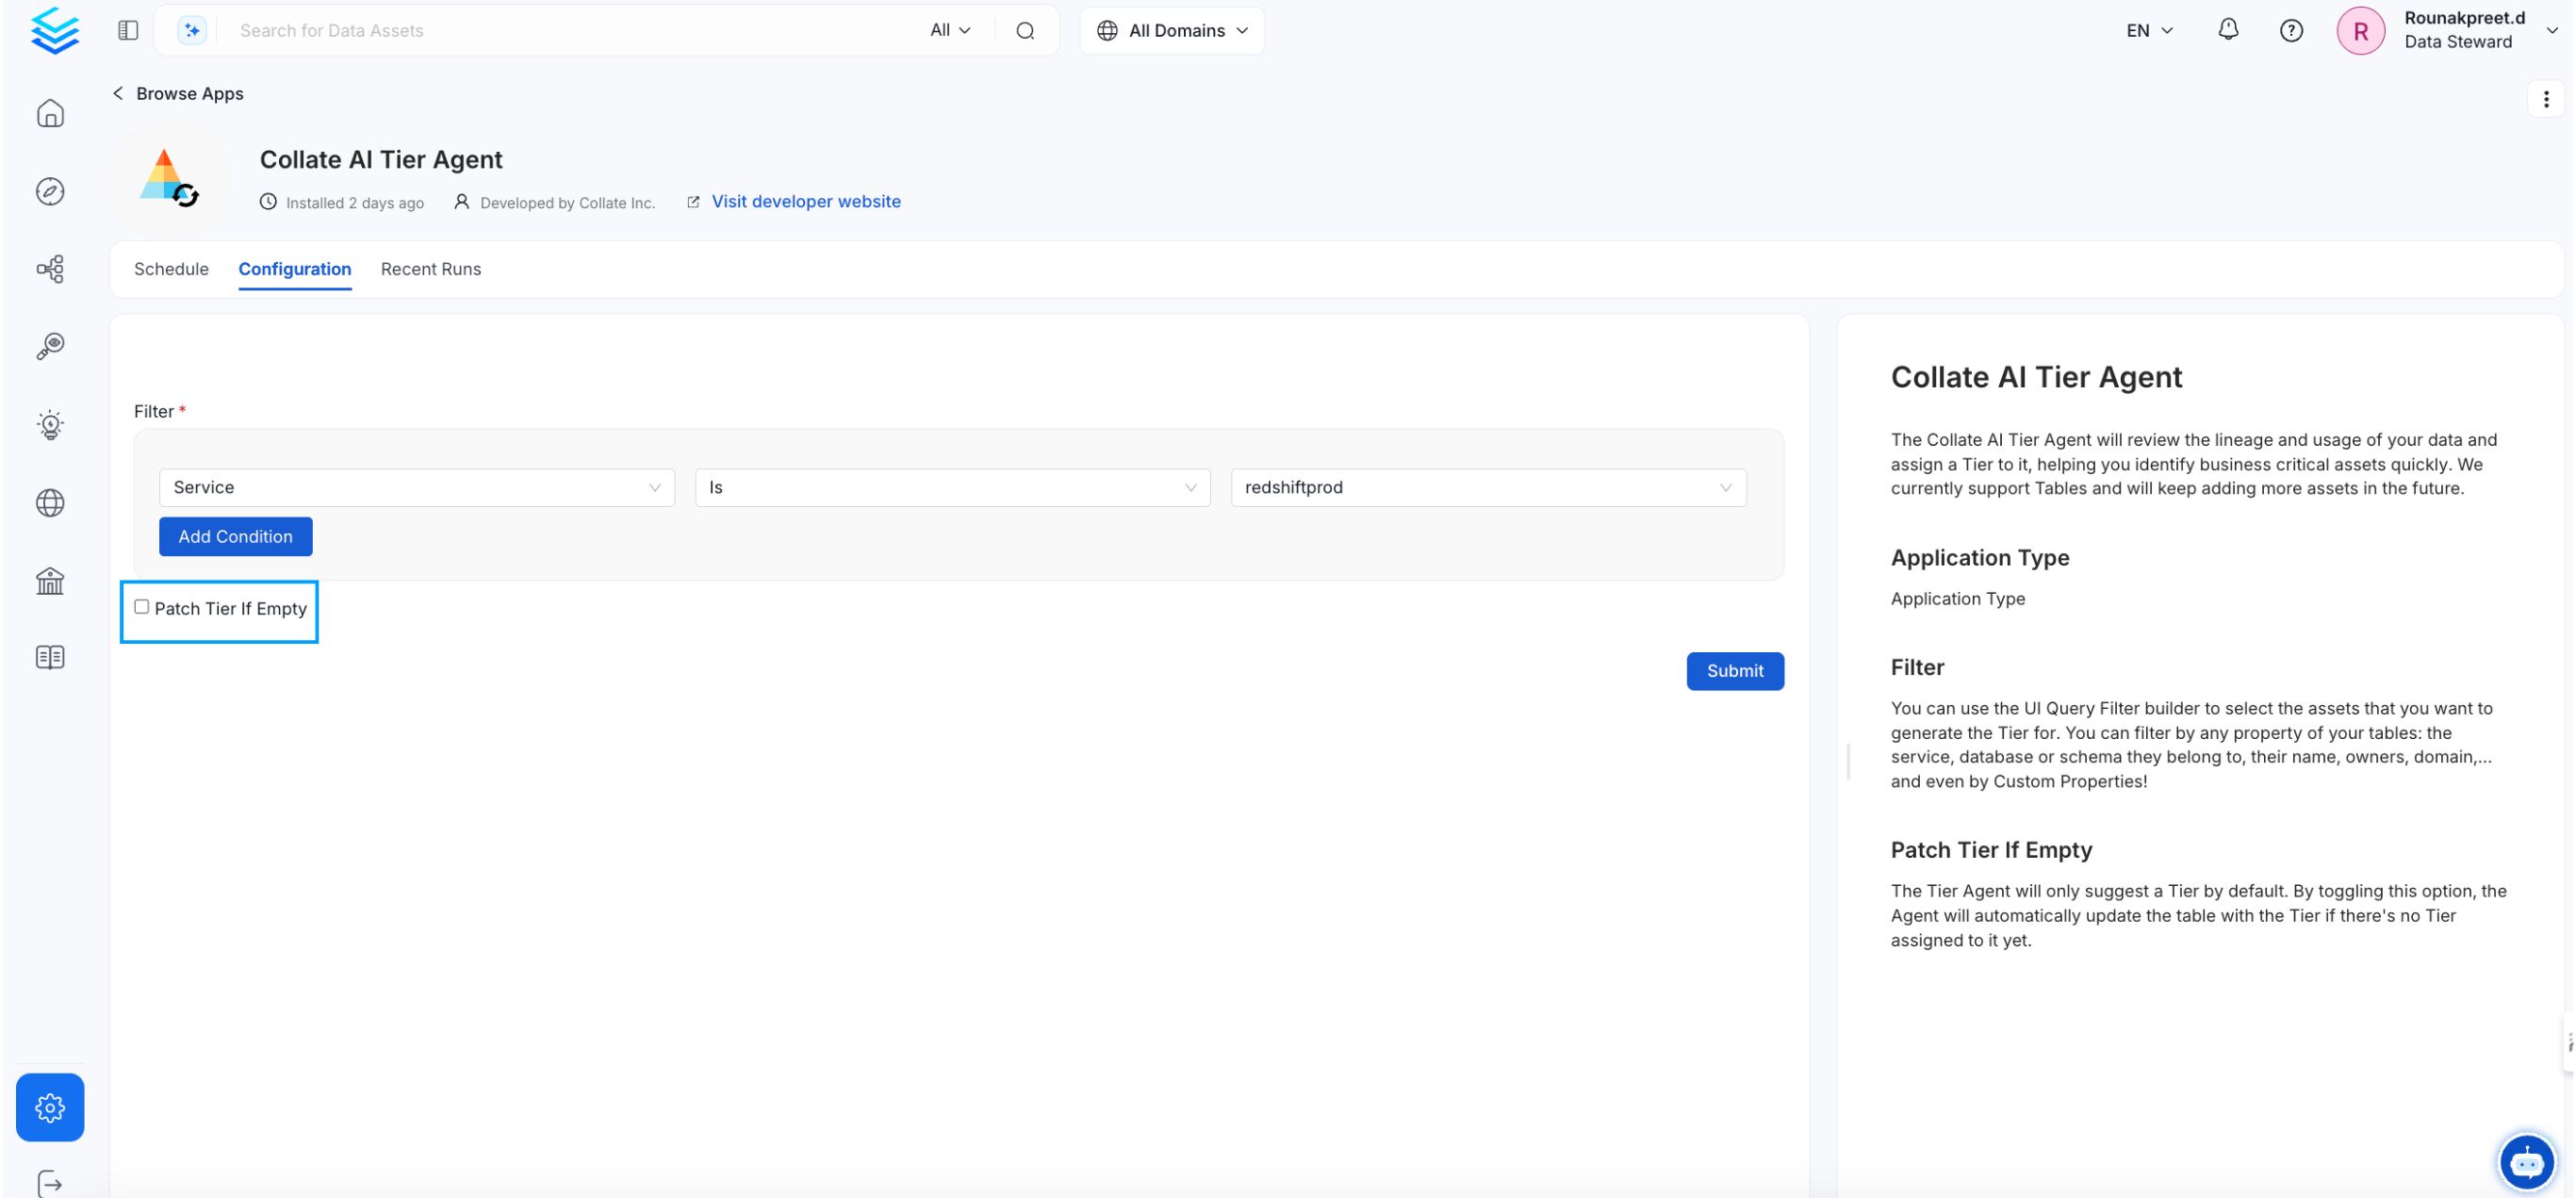 Search for Data Assets
All
All Domains
EN
R
Rounakpreet.d
Data Steward
Browse Apps
Collate AI Tier Agent
Installed 2 days ago
Developed by Collate Inc.
Visit developer website
Schedule
Configuration
Recent Runs
Filter *
Service
Is
redshiftprod
Add Condition
Patch Tier If Empty
Submit
Collate AI Tier Agent
The Collate AI Tier Agent will review the lineage and usage of your data and
assign a Tier to it, helping you identify business critical assets quickly. We
currently support Tables and will keep adding more assets in the future.
Application Type
Application Type
Filter
You can use the UI Query Filter builder to select the assets that you want to
generate the Tier for. You can filter by any property of your tables: the
service, database or schema they belong to, their name, owners, domain,...
and even by Custom Properties!
Patch Tier If Empty
The Tier Agent will only suggest a Tier by default. By toggling this option, the
Agent will automatically update the table with the Tier if there's no Tier
assigned to it yet.